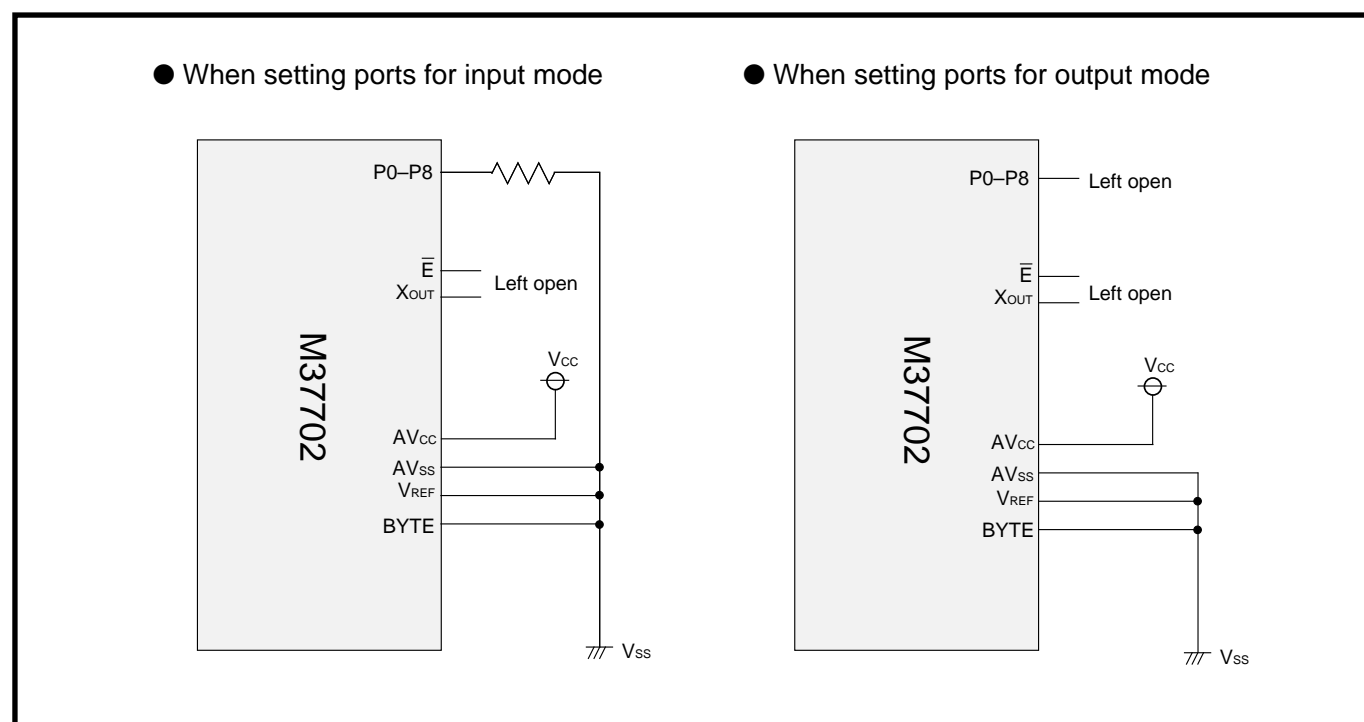 ● When setting ports for input mode
P0–P8
E̅
Left open
XOUT
M37702
VCC
AVCC
AVSS
VREF
BYTE
VSS
● When setting ports for output mode
P0–P8
Left open
E̅
XOUT
Left open
M37702
VCC
AVCC
AVSS
VREF
BYTE
VSS